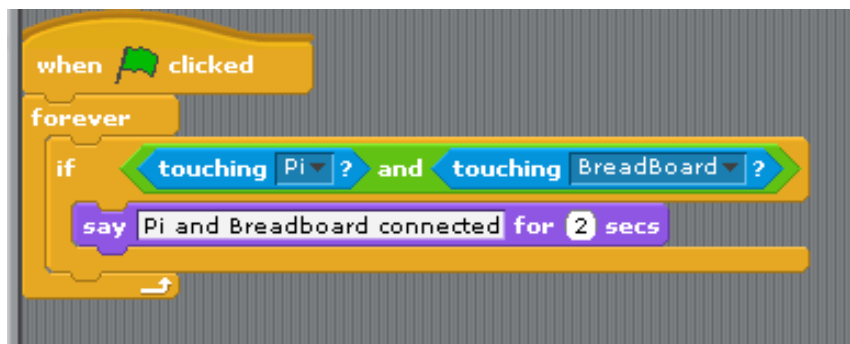 when clicked
forever
if touching Pi ? and touching BreadBoard ?
say Pi and Breadboard connected for 2 secs